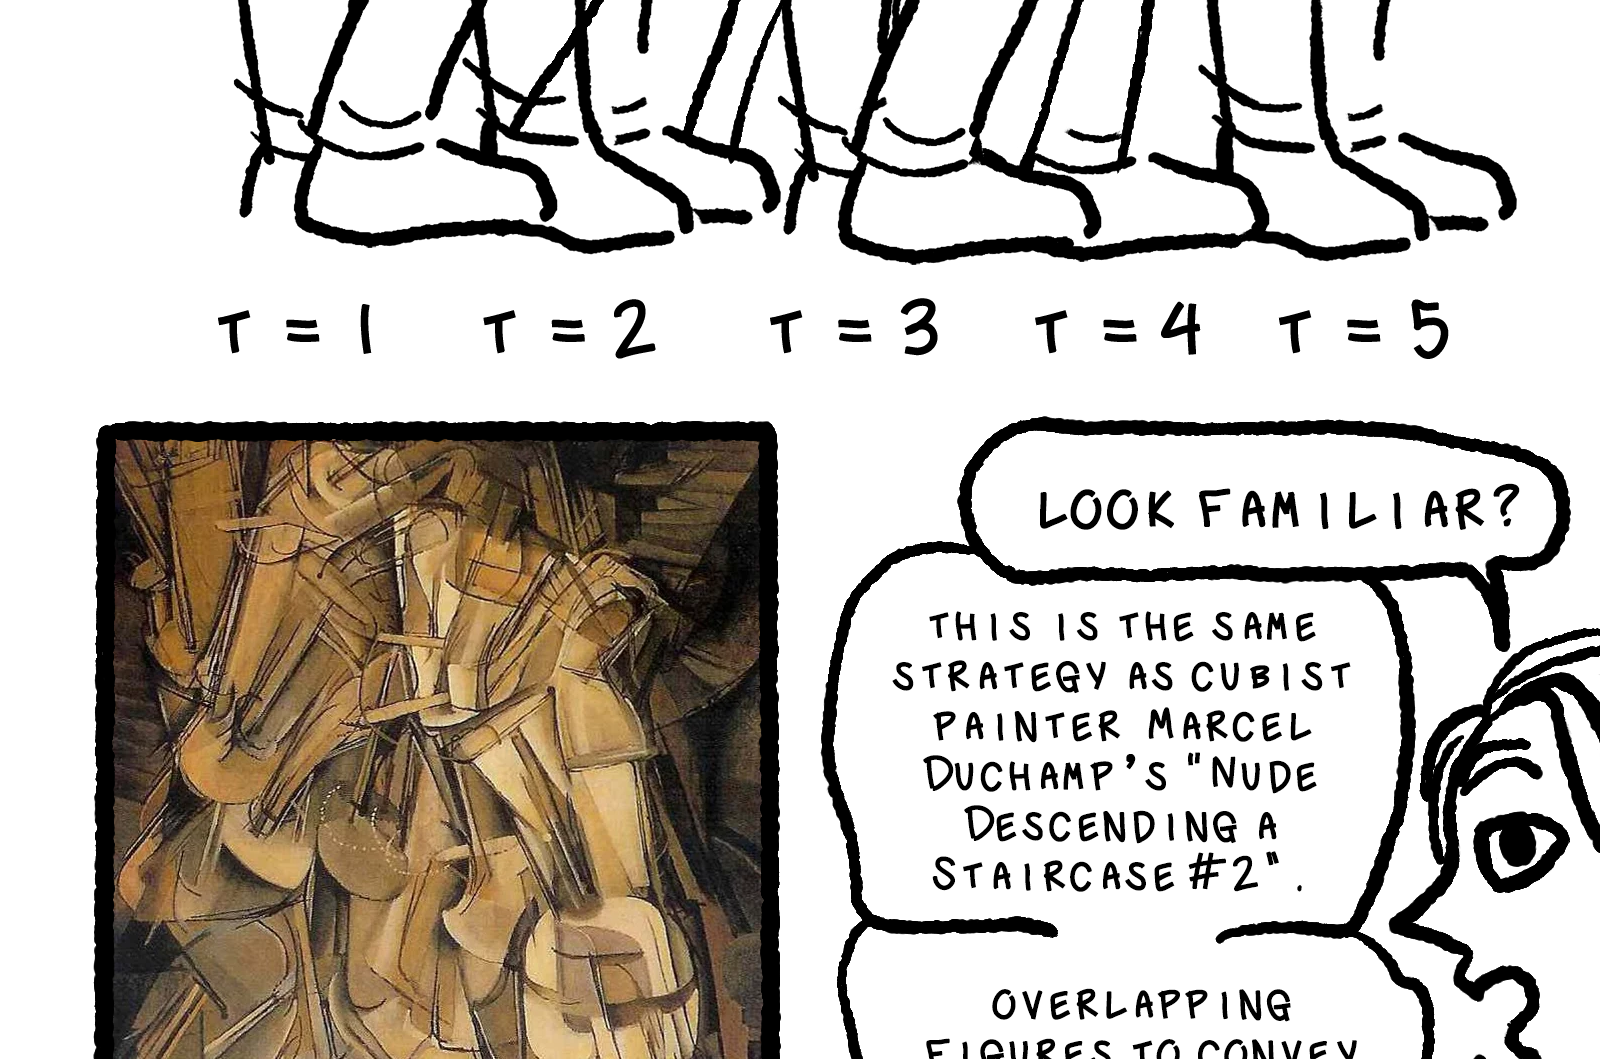 T = 1 T = 2 T = 3 T = 4 T = 5
LOOK FAMILIAR?
THIS IS THE SAME
STRATEGY AS CUBIST
PAINTER MARCEL
DUCHAMP'S "NUDE
DESCENDING A
STAIRCASE #2".
OVERLAPPING
FIGURES TO CONVEY